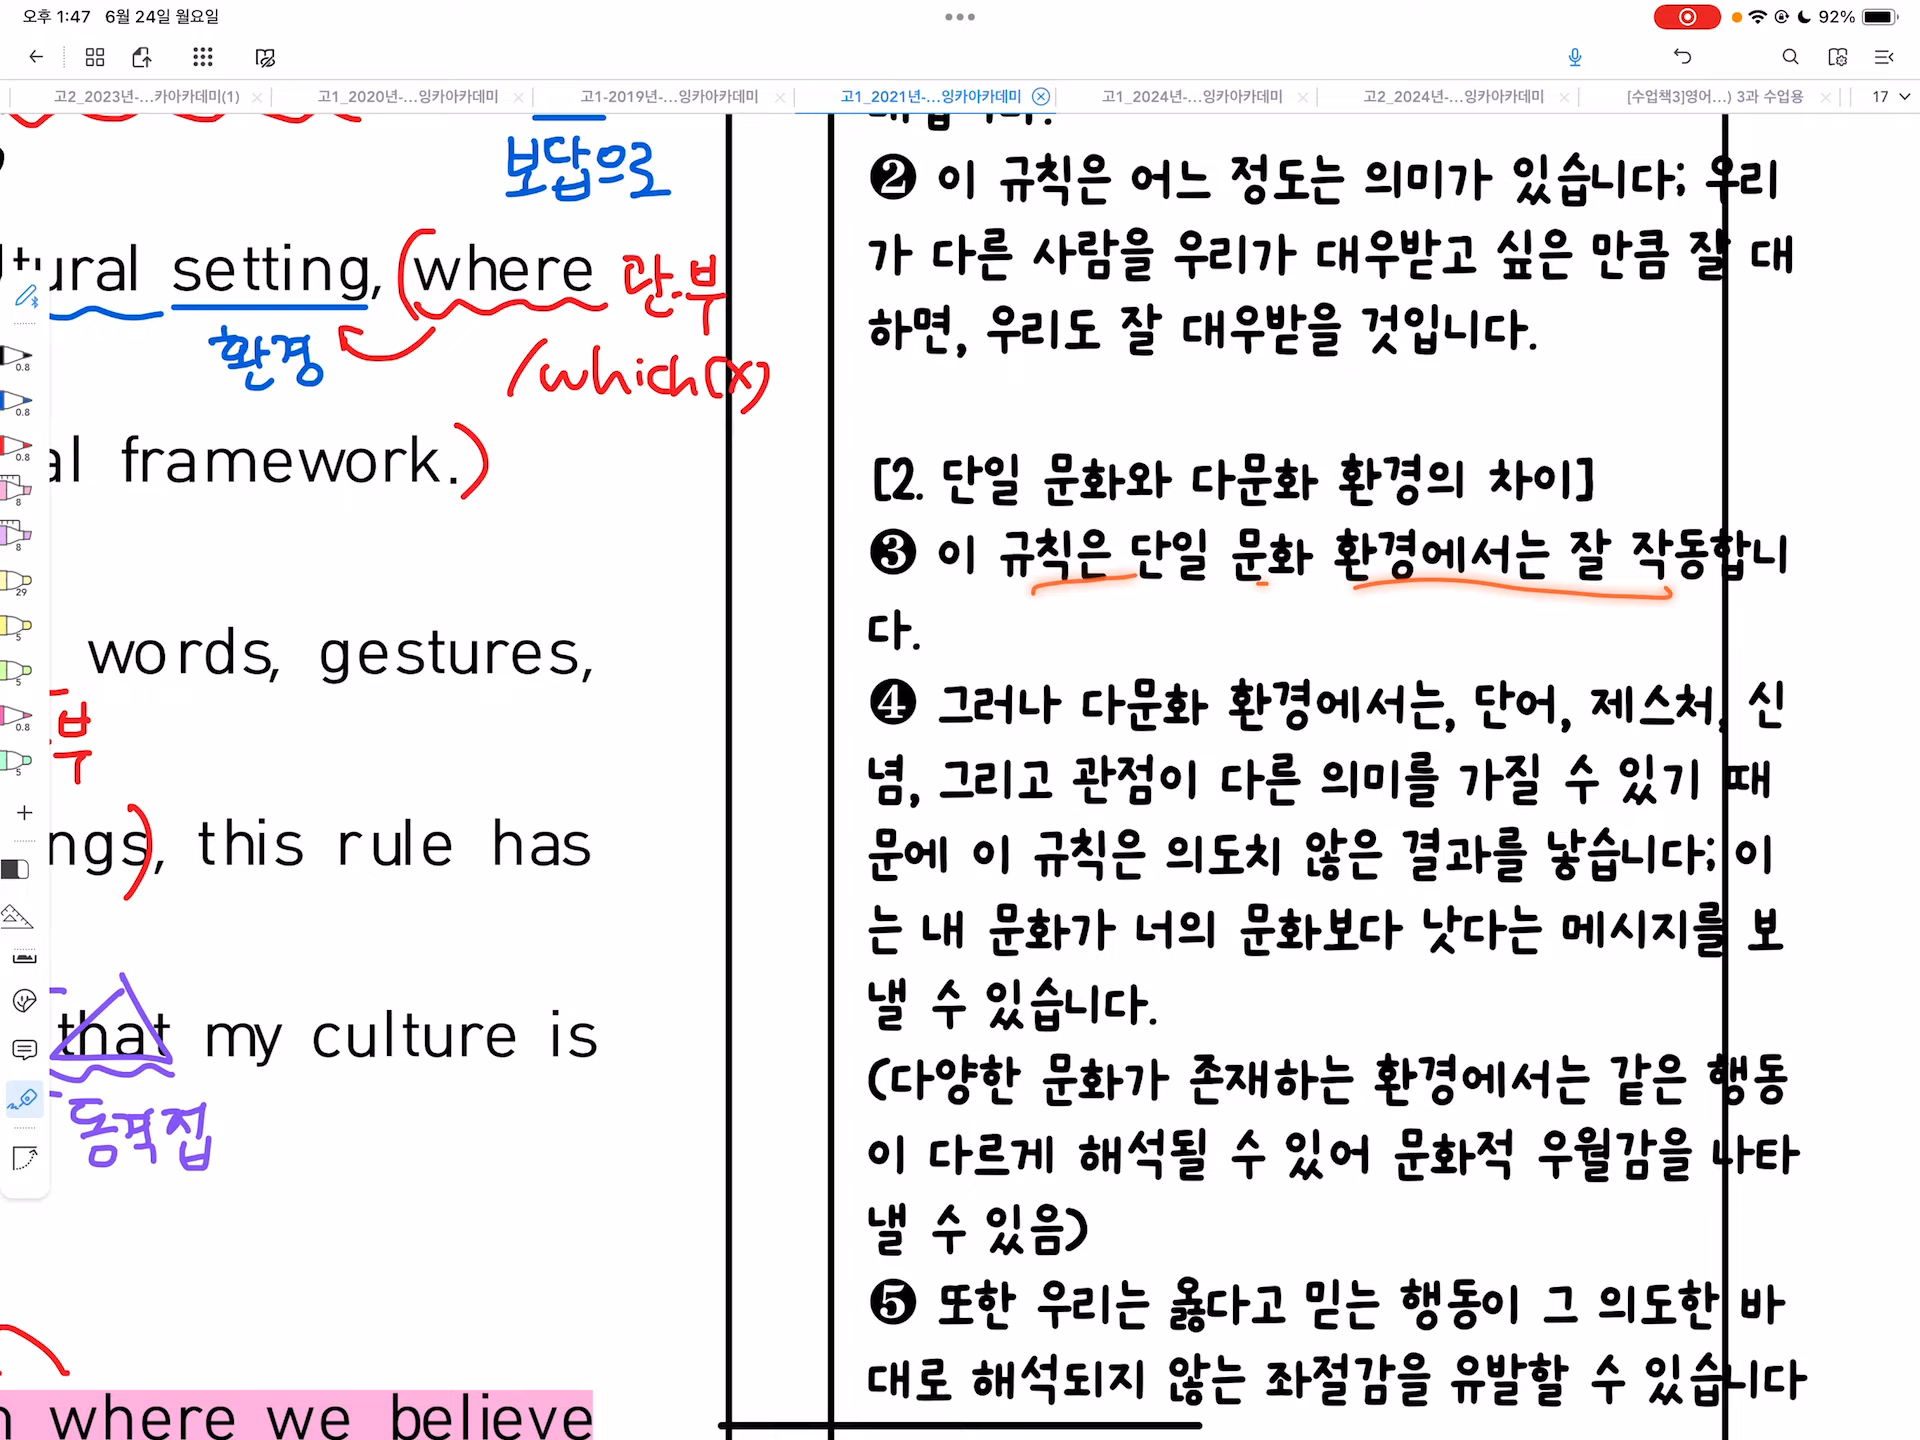 오후 1:47 6월 24일 월요일
92%
고2_2023년-...카아카데미(1)
고1_2020년-...잉카아카데미
고1-2019년-...잉카아카데미
고1_2021년-...잉카아카데미
고1_2024년-...잉카아카데미
고2_2024년-...잉카아카데미
[수업책3]영어...) 3과 수업용
17
보답으로
tural setting, (where 관·부
환경
/which(x)
al framework.)
words, gestures,
부
ngs), this rule has
that my culture is
동격접
n where we believe
0.8
0.8
0.8
8
8
29
5
5
0.8
5
❷ 이 규칙은 어느 정도는 의미가 있습니다; 우리
가 다른 사람을 우리가 대우받고 싶은 만큼 잘 대
하면, 우리도 잘 대우받을 것입니다.
[2. 단일 문화와 다문화 환경의 차이]
❸ 이 규칙은 단일 문화 환경에서는 잘 작동합니
다.
❹ 그러나 다문화 환경에서는, 단어, 제스처, 신
념, 그리고 관점이 다른 의미를 가질 수 있기 때
문에 이 규칙은 의도치 않은 결과를 낳습니다; 이
는 내 문화가 너의 문화보다 낫다는 메시지를 보
낼 수 있습니다.
(다양한 문화가 존재하는 환경에서는 같은 행동
이 다르게 해석될 수 있어 문화적 우월감을 나타
낼 수 있음)
❺ 또한 우리는 옳다고 믿는 행동이 그 의도한 바
대로 해석되지 않는 좌절감을 유발할 수 있습니다